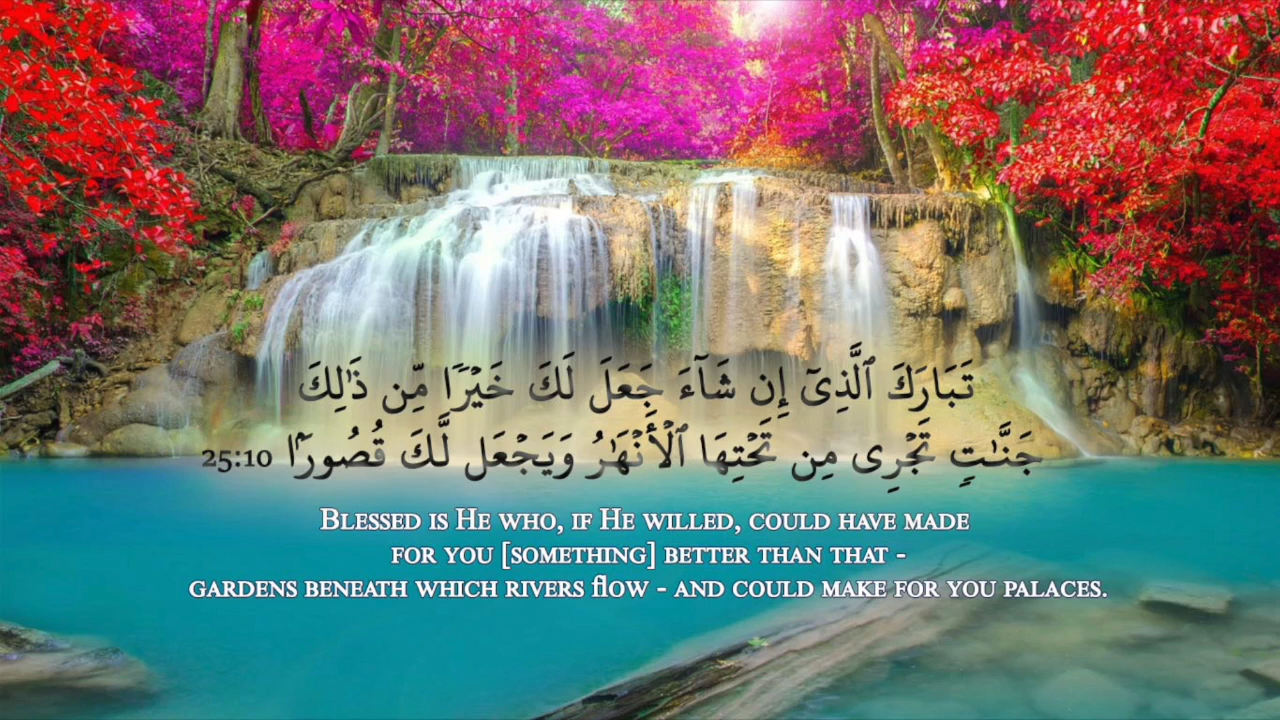 تَبَارَكَ ٱلَّذِىٓ إِن شَآءَ جَعَلَ لَكَ خَيْرًا مِّن ذَٰلِكَ
جَنَّـٰتٍ تَجْرِى مِن تَحْتِهَا ٱلْأَنْهَـٰرُ وَيَجْعَل لَّكَ قُصُورًۢا 25:10
Blessed is He who, if He willed, could have made
for you [something] better than that -
gardens beneath which rivers flow - and could make for you palaces.